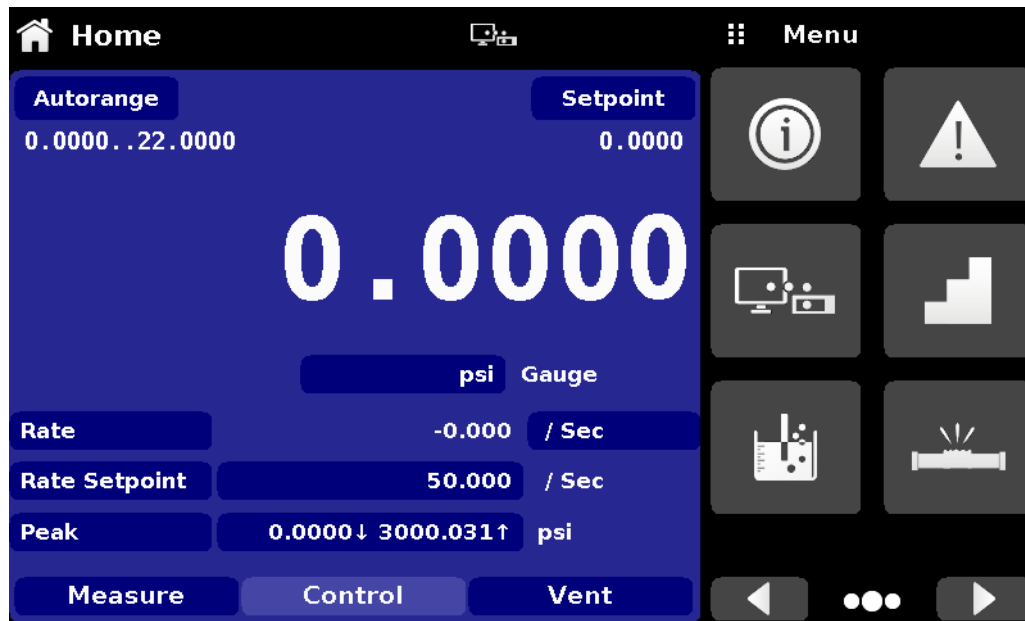 Home
Menu
Autorange
Setpoint
0.0000..22.0000
0.0000
0.0000
psi Gauge
Rate -0.000 / Sec
Rate Setpoint 50.000 / Sec
Peak 0.0000↓ 3000.031↑ psi
Measure Control Vent